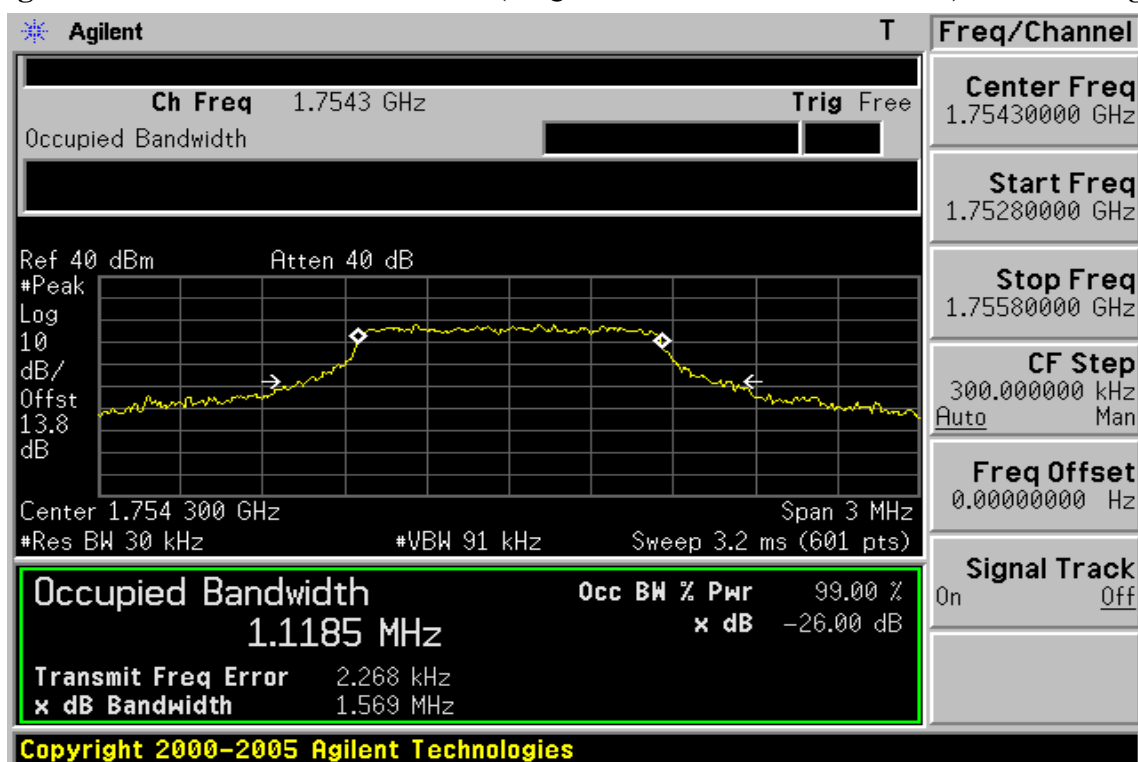 Agilent T
Freq/Channel
Ch Freq 1.7543 GHz Trig Free
Occupied Bandwidth
Center Freq
1.75430000 GHz
Start Freq
1.75280000 GHz
Stop Freq
1.75580000 GHz
CF Step
300.000000 kHz
Auto Man
Freq Offset
0.00000000 Hz
Signal Track
On Off
Ref 40 dBm Atten 40 dB
#Peak
Log
10
dB/
Offst
13.8
dB
Center 1.754 300 GHz Span 3 MHz
#Res BW 30 kHz #VBW 91 kHz Sweep 3.2 ms (601 pts)
Occupied Bandwidth Occ BW % Pwr 99.00 %
1.1185 MHz x dB -26.00 dB
Transmit Freq Error 2.268 kHz
x dB Bandwidth 1.569 MHz
Copyright 2000-2005 Agilent Technologies